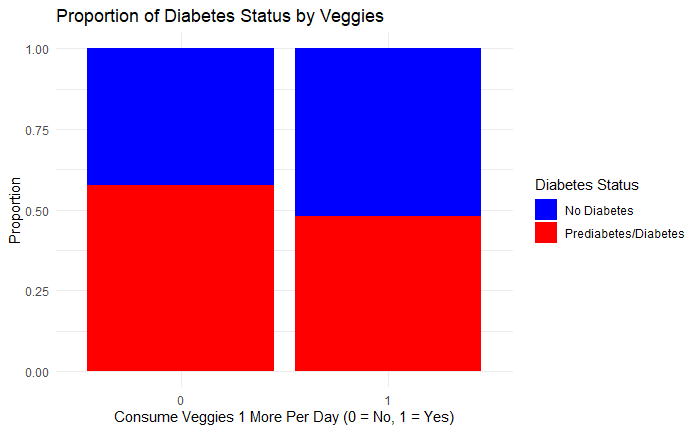 Proportion of Diabetes Status by Veggies
1.00
0.75
0.50
0.25
0.00
Proportion
0 1
Consume Veggies 1 More Per Day (0 = No, 1 = Yes)
Diabetes Status
No Diabetes
Prediabetes/Diabetes